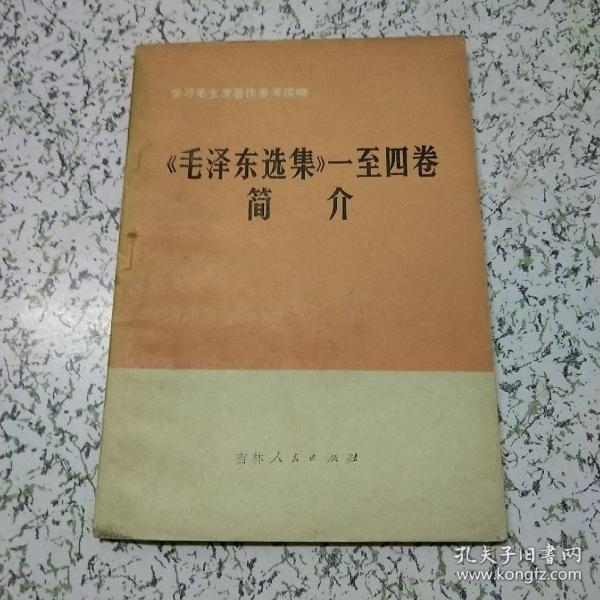 学习毛主席著作参考读物
《毛泽东选集》一至四卷
简 介
吉林人民出版社
孔夫子旧书网
www.kongfz.com